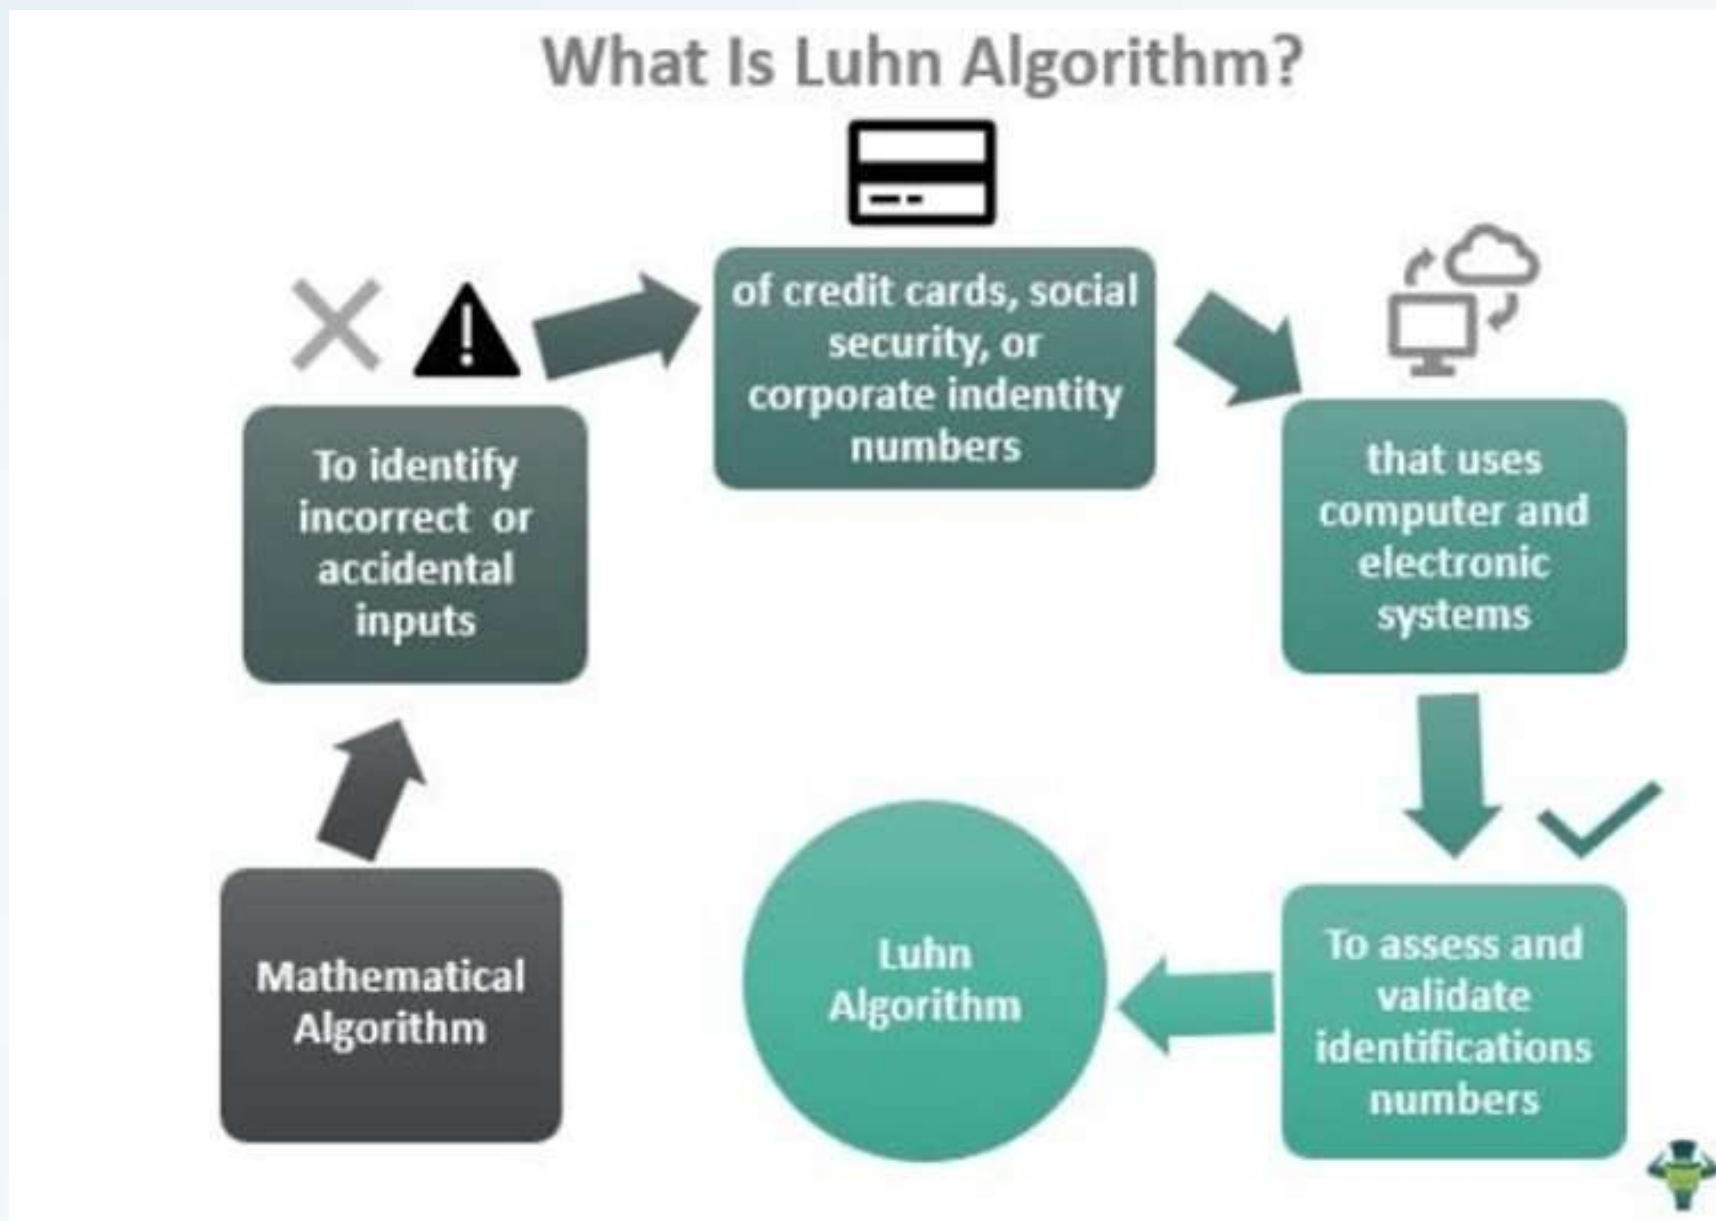 What Is Luhn Algorithm?
Mathematical
Algorithm
To identify
incorrect or
accidental
inputs
of credit cards, social
security, or
corporate indentity
numbers
that uses
computer and
electronic
systems
To assess and
validate
identifications
numbers
Luhn
Algorithm